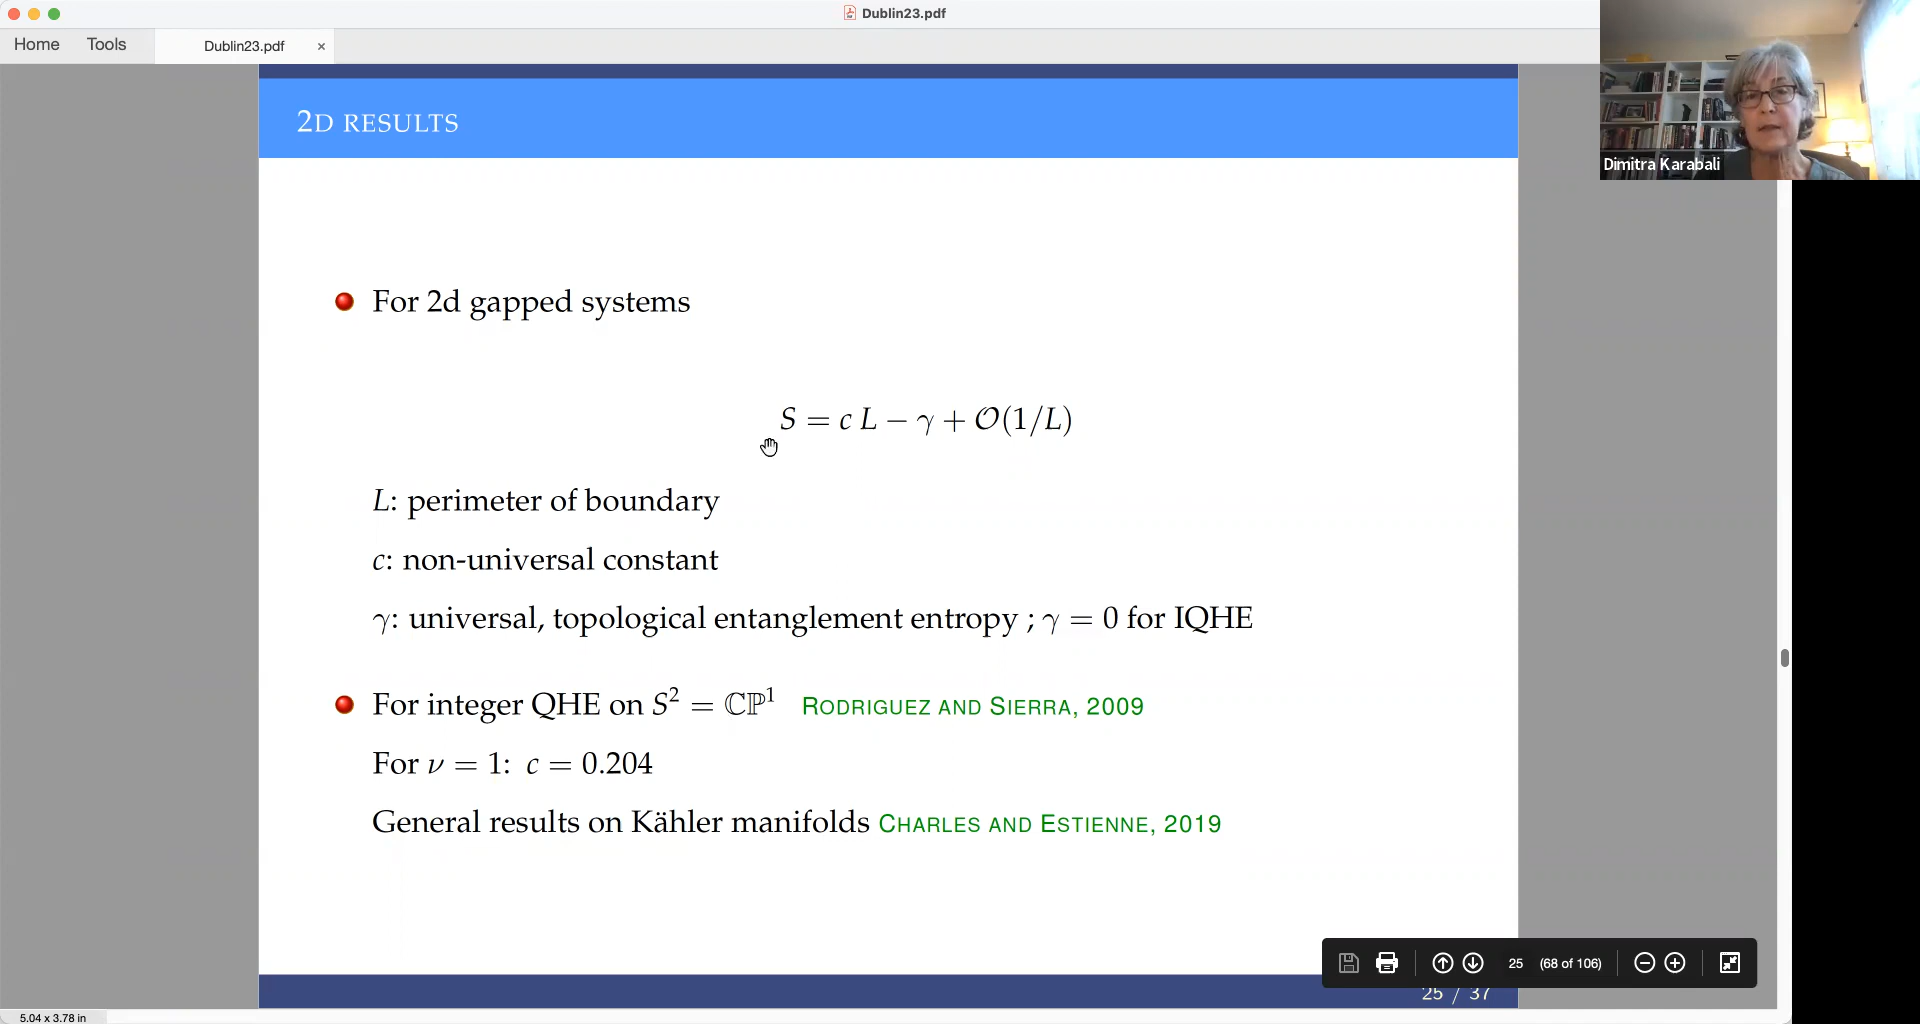 Dublin23.pdf
Home Tools Dublin23.pdf ×
2D RESULTS
Dimitra Karabali
For 2d gapped systems
S = c L − γ + 𝒪(1/L)
L: perimeter of boundary
c: non-universal constant
γ: universal, topological entanglement entropy ; γ = 0 for IQHE
For integer QHE on S² = ℂℙ¹ RODRIGUEZ AND SIERRA, 2009
For ν = 1: c = 0.204
General results on Kähler manifolds CHARLES AND ESTIENNE, 2019
25 (68 of 106)
25 / 37
5.04 x 3.78 in